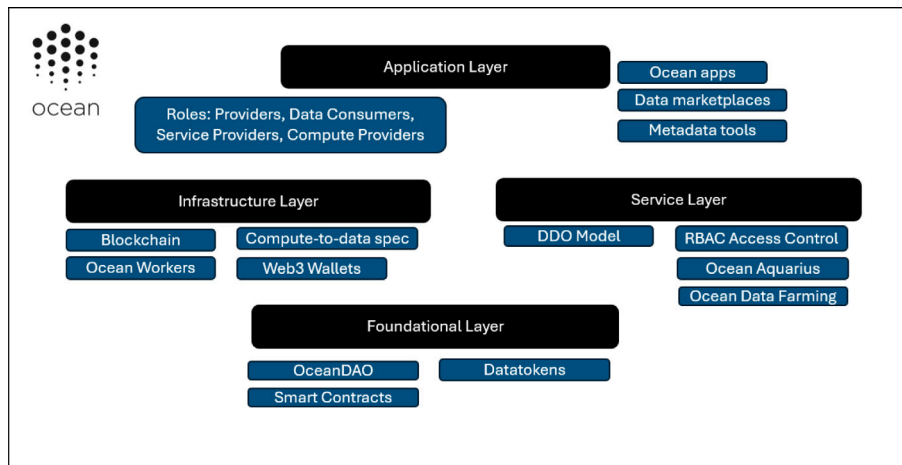 ocean
Application Layer
Ocean apps
Data marketplaces
Metadata tools
Roles: Providers, Data Consumers,
Service Providers, Compute Providers
Infrastructure Layer
Blockchain
Compute-to-data spec
Ocean Workers
Web3 Wallets
Service Layer
DDO Model
RBAC Access Control
Ocean Aquarius
Ocean Data Farming
Foundational Layer
OceanDAO
Datatokens
Smart Contracts